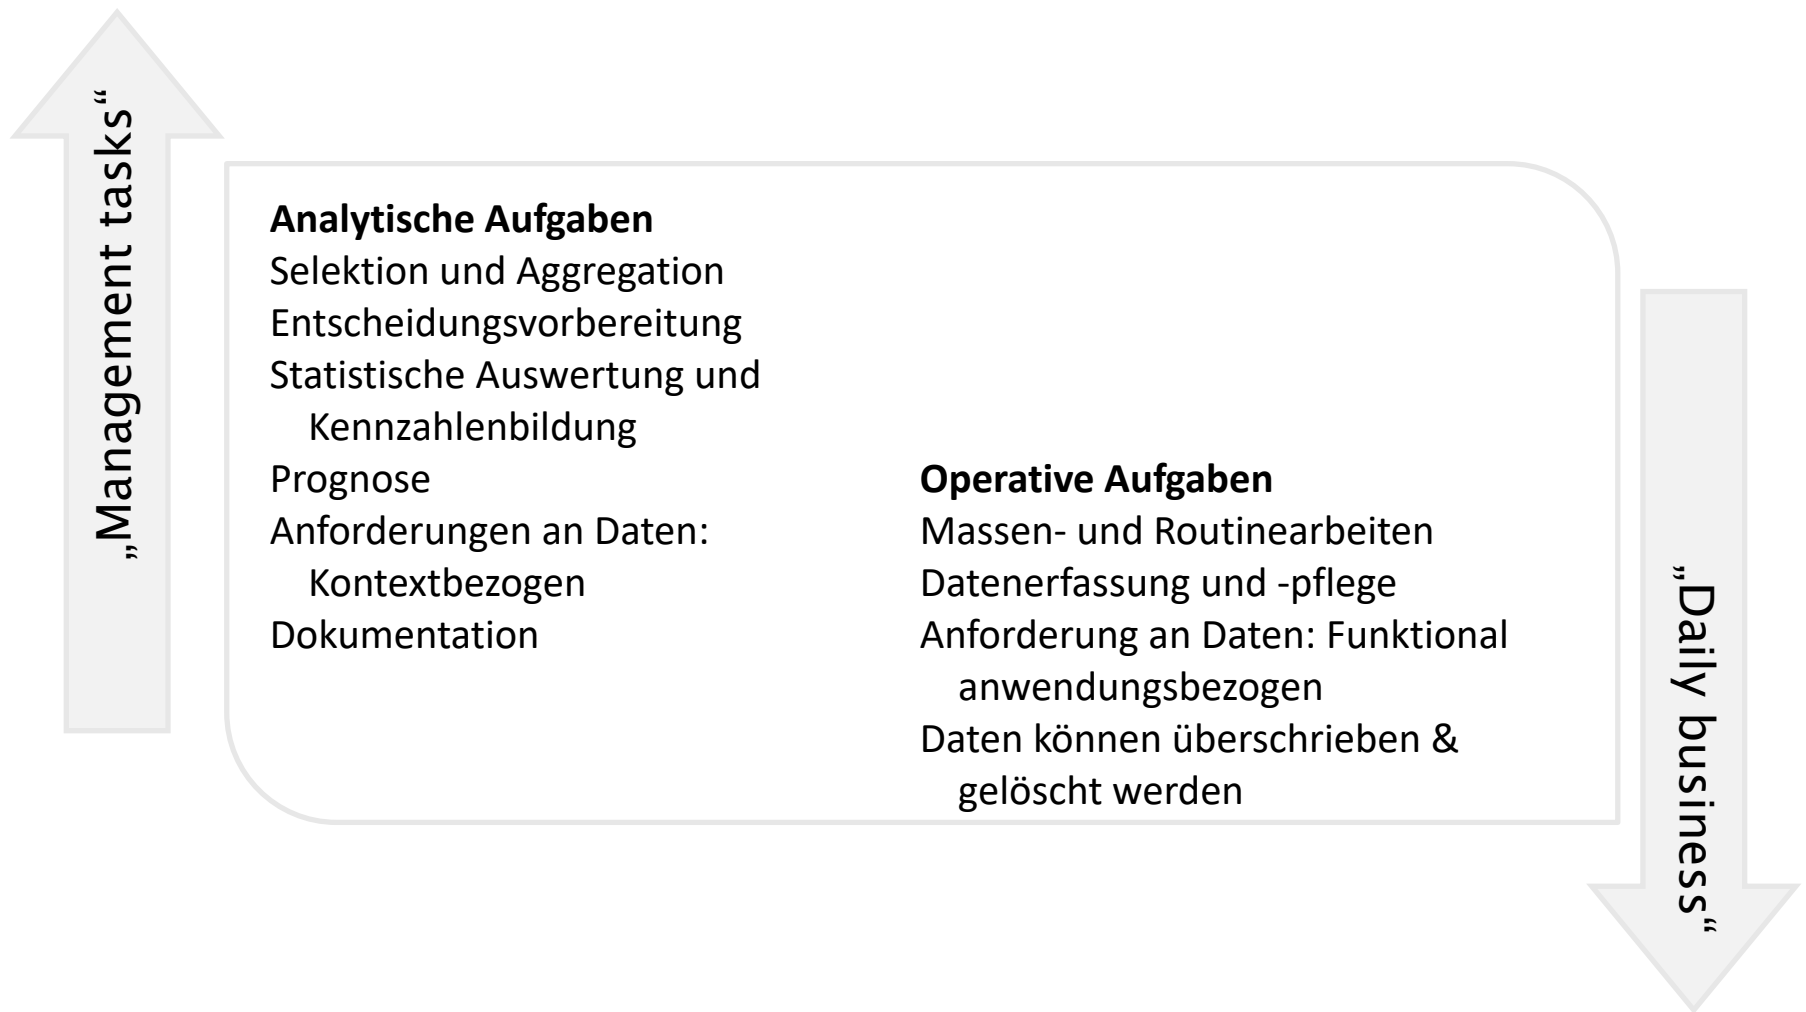 „Management tasks“
Analytische Aufgaben
Selektion und Aggregation
Entscheidungsvorbereitung
Statistische Auswertung und
Kennzahlenbildung
Prognose
Anforderungen an Daten:
Kontextbezogen
Dokumentation
Operative Aufgaben
Massen- und Routinearbeiten
Datenerfassung und -pflege
Anforderung an Daten: Funktional
anwendungsbezogen
Daten können überschrieben &
gelöscht werden
„Daily business“